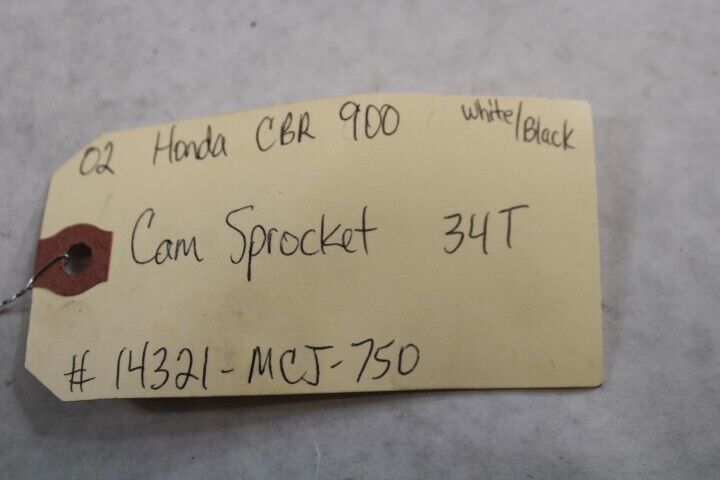 02 Honda CBR 900 White/Black
Cam Sprocket 34T
# 14321-MCJ-750